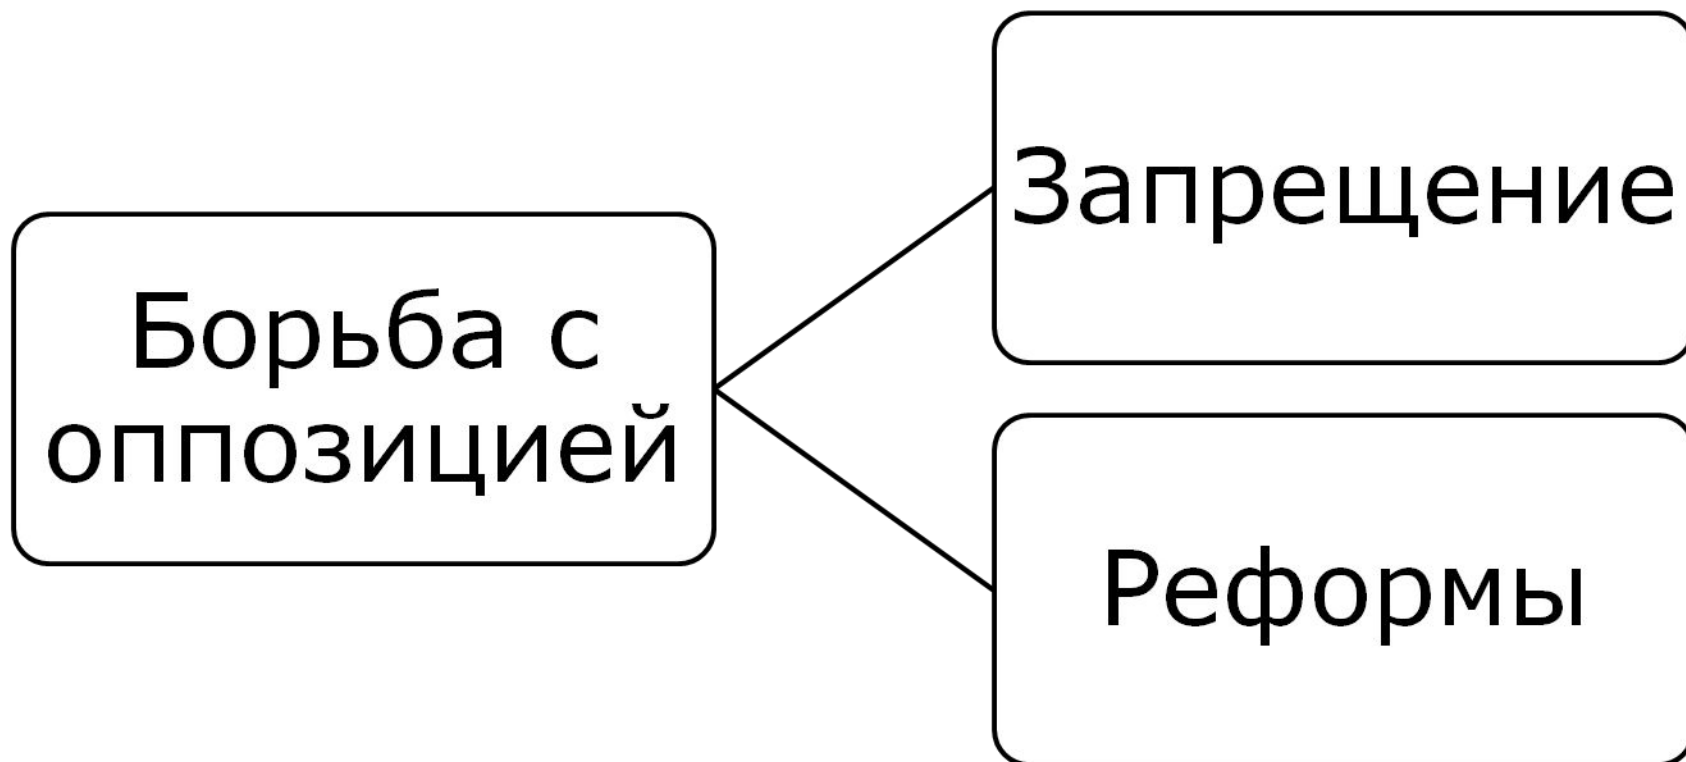 Борьба с
оппозицией
Запрещение
Реформы